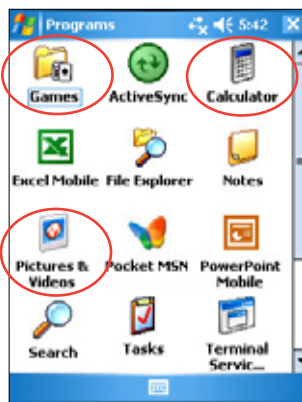 Programs 5:42
Games ActiveSync Calculator
Excel Mobile File Explorer Notes
Pictures & Pocket MSN PowerPoint
Videos Mobile
Search Tasks Terminal
Servic...